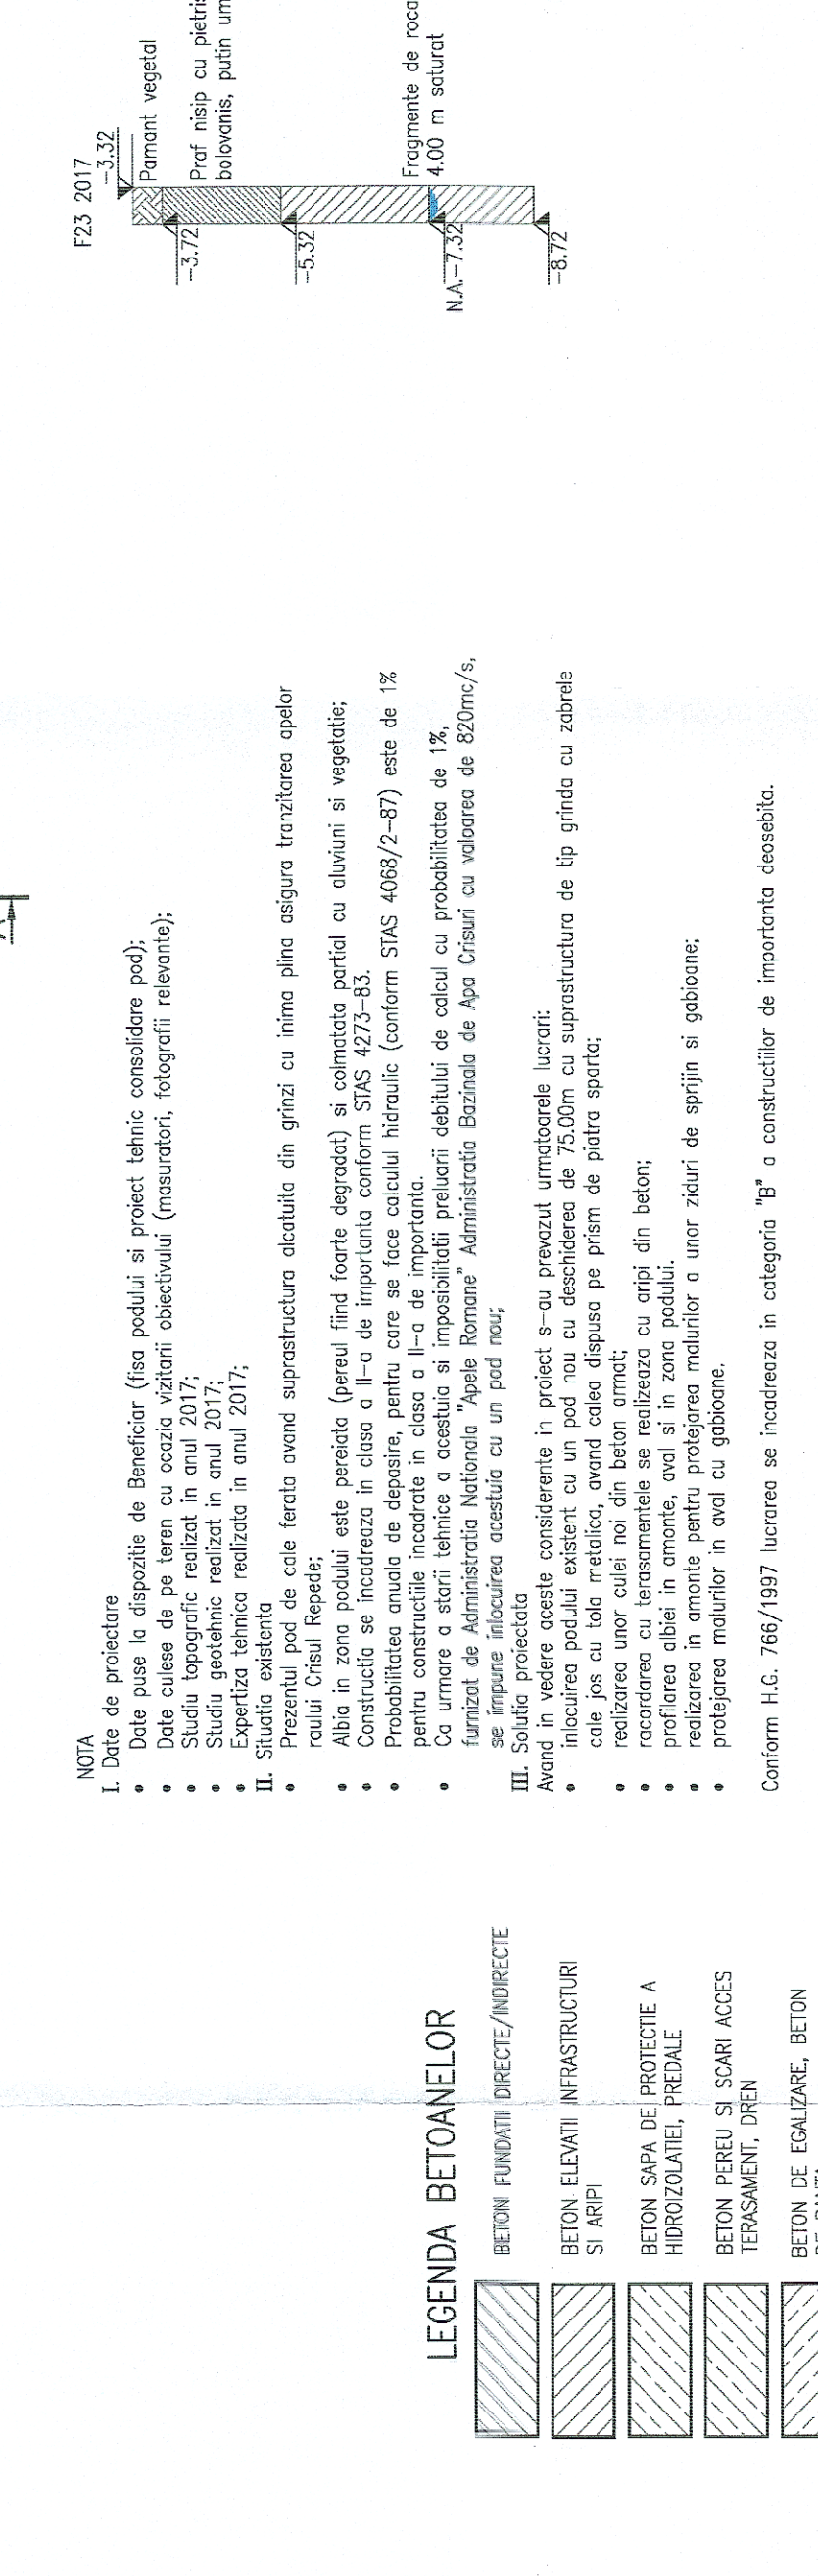 F23 2017
-3.32
Pamant vegetal
-3.72
Praf nisip cu
bolovanis, putin
-5.32
Fragmente de roca
N.A.-7.32
4.00 m saturat
-8.72
NOTA
I. Date de proiectare
• Date puse la dispozitie de Beneficiar (fisa podului si proiect tehnic consolidare pod);
• Date culese de pe teren cu ocazia vizitarii obiectivului (masuratori, fotografii relevante);
• Studiu topografic realizat in anul 2017;
• Studiu geotehnic realizat in anul 2017;
• Expertiza tehnica realizata in anul 2017;
II. Situatia existenta
• Prezentul pod de cale ferata avand suprastructura alcatuita din grinzi cu inima plina asigura tranzitarea apelor
raului Crisul Repede;
• Albia in zona podului este pereiata (pereul fiind foarte degradat) si colmatata partial cu aluviuni si vegetatie;
• Constructia se incadreaza in clasa a II-a de importanta conform STAS 4273-83.
• Probabilitatea anuala de depasire, pentru care se face calculul hidraulic (conform STAS 4068/2-87) este de 1%
pentru constructiile incadrate in clasa a II-a de importanta.
• Ca urmare a starii tehnice a acestuia si imposibilitatii preluarii debitului de calcul cu probabilitatea de 1%,
furnizat de Administratia Nationala "Apele Romane" Administratia Bazinala de Apa Crisuri cu valoarea de 820mc/s,
se impune inlocuirea acestuia cu un pod nou;
III. Solutia proiectata
Avand in vedere aceste considerente in proiect s-au prevazut urmatoarele lucrari:
• inlocuirea podului existent cu un pod nou cu deschiderea de 75.00m cu suprastructura de tip grinda cu zabrele
cale jos cu tola metalica, avand calea dispusa pe prism de piatra sparta;
• realizarea unor culei noi din beton armat;
• racordarea cu terasamentele se realizeaza cu aripi din beton;
• profilarea albiei in amonte, aval si in zona podului.
• realizarea in amonte pentru protejarea malurilor a unor ziduri de sprijin si gabioane;
• protejarea malurilor in aval cu gabioane.
Conform H.G. 766/1997 lucrarea se incadreaza in categoria "B" a constructiilor de importanta deosebita.
LEGENDA BETOANELOR
BETON FUNDATII DIRECTE/INDIRECTE
BETON ELEVATII INFRASTRUCTURI
SI ARIPI
BETON SAPA DE PROTECTIE A
HIDROIZOLATIEI, PREDALE
BETON PEREU SI SCARI ACCES
TERASAMENT, DREN
BETON DE EGALIZARE, BETON